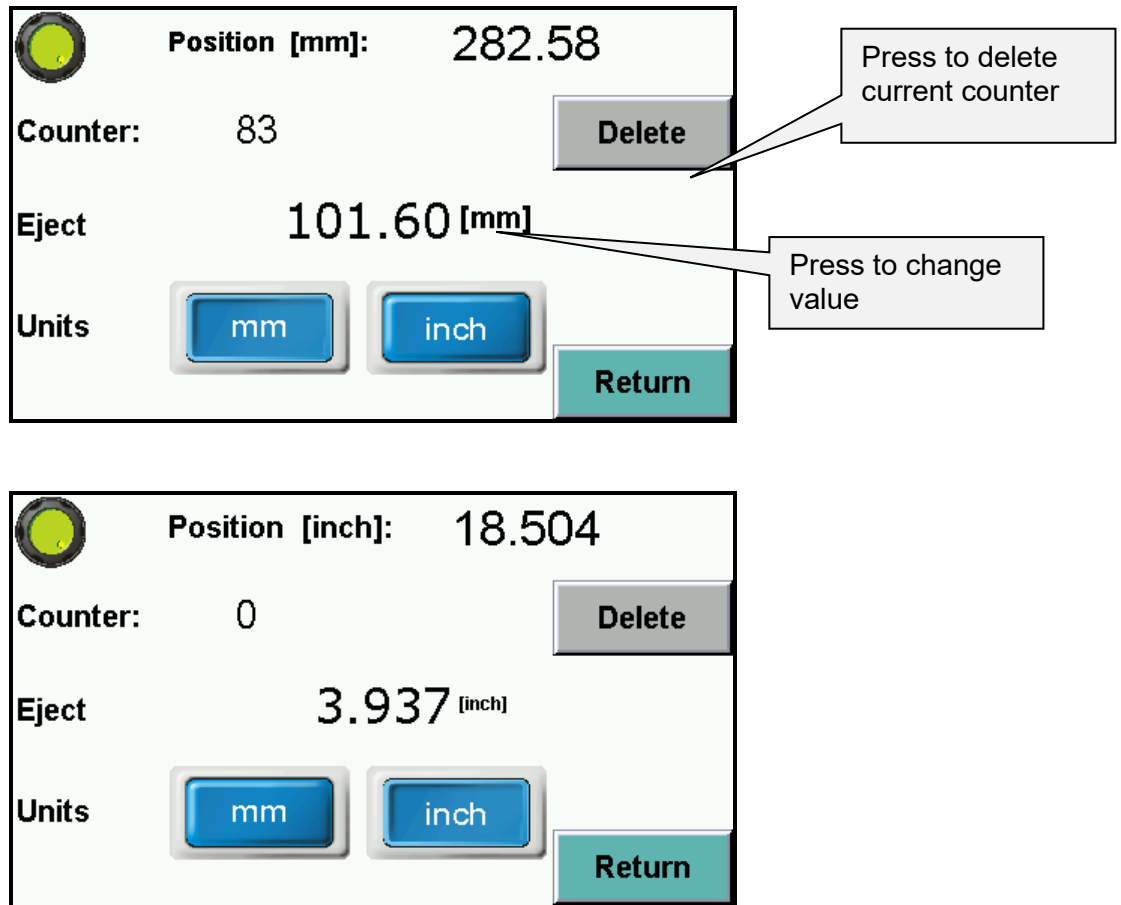 Position [mm]: 282.58
Press to delete
current counter
Counter: 83 Delete
Eject 101.60 [mm]
Press to change
value
Units mm inch
Return
Position [inch]: 18.504
Counter: 0 Delete
Eject 3.937 [inch]
Units mm inch
Return